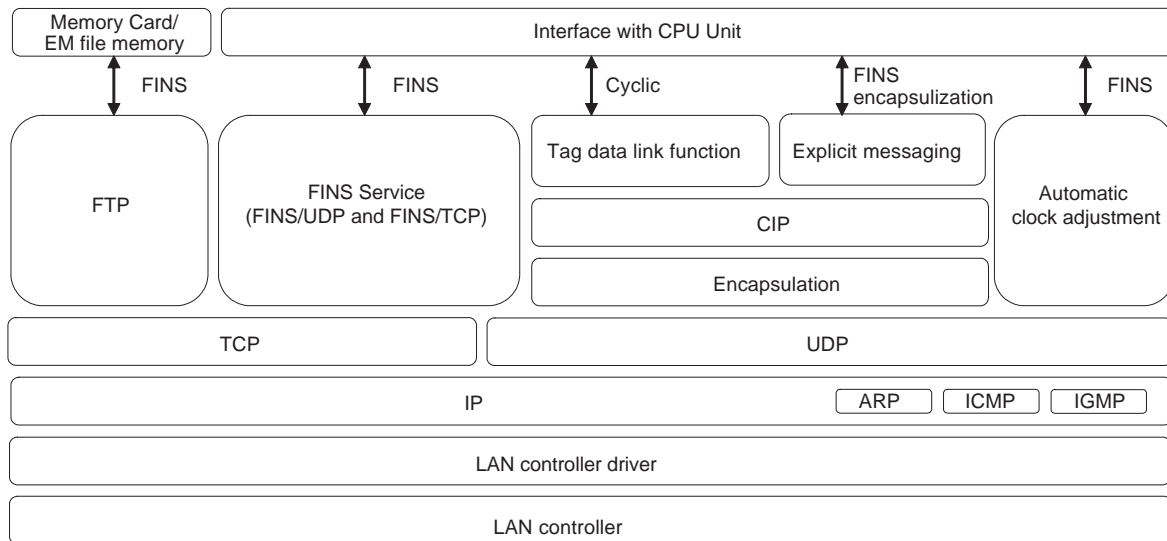 Memory Card/
EM file memory
Interface with CPU Unit
FINS
FINS
Cyclic
FINS
encapsulization
FINS
FTP
FINS Service
(FINS/UDP and FINS/TCP)
Tag data link function
Explicit messaging
Automatic
clock adjustment
CIP
Encapsulation
TCP
UDP
IP
ARP
ICMP
IGMP
LAN controller driver
LAN controller